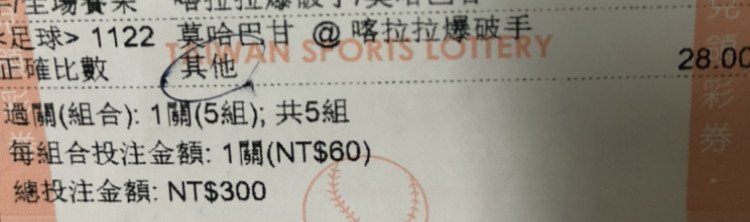 <足球> 1122 莫哈巴甘 @ 喀拉拉爆破手
TAIWAN SPORTS LOTTERY
正確比數 其他 28.00
過關(組合): 1關(5組); 共5組
每組合投注金額: 1關(NT$60)
總投注金額: NT$300
彩券